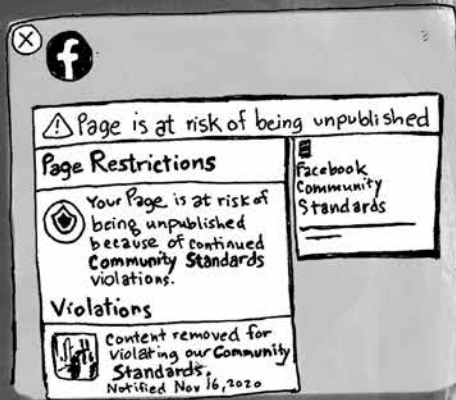 Page is at risk of being unpublished
Page Restrictions
Your Page is at risk of
being unpublished
because of continued
Community Standards
violations.
Violations
Content removed for
violating our Community
Standards.
Notified Nov 16, 2020
Facebook
Community
Standards